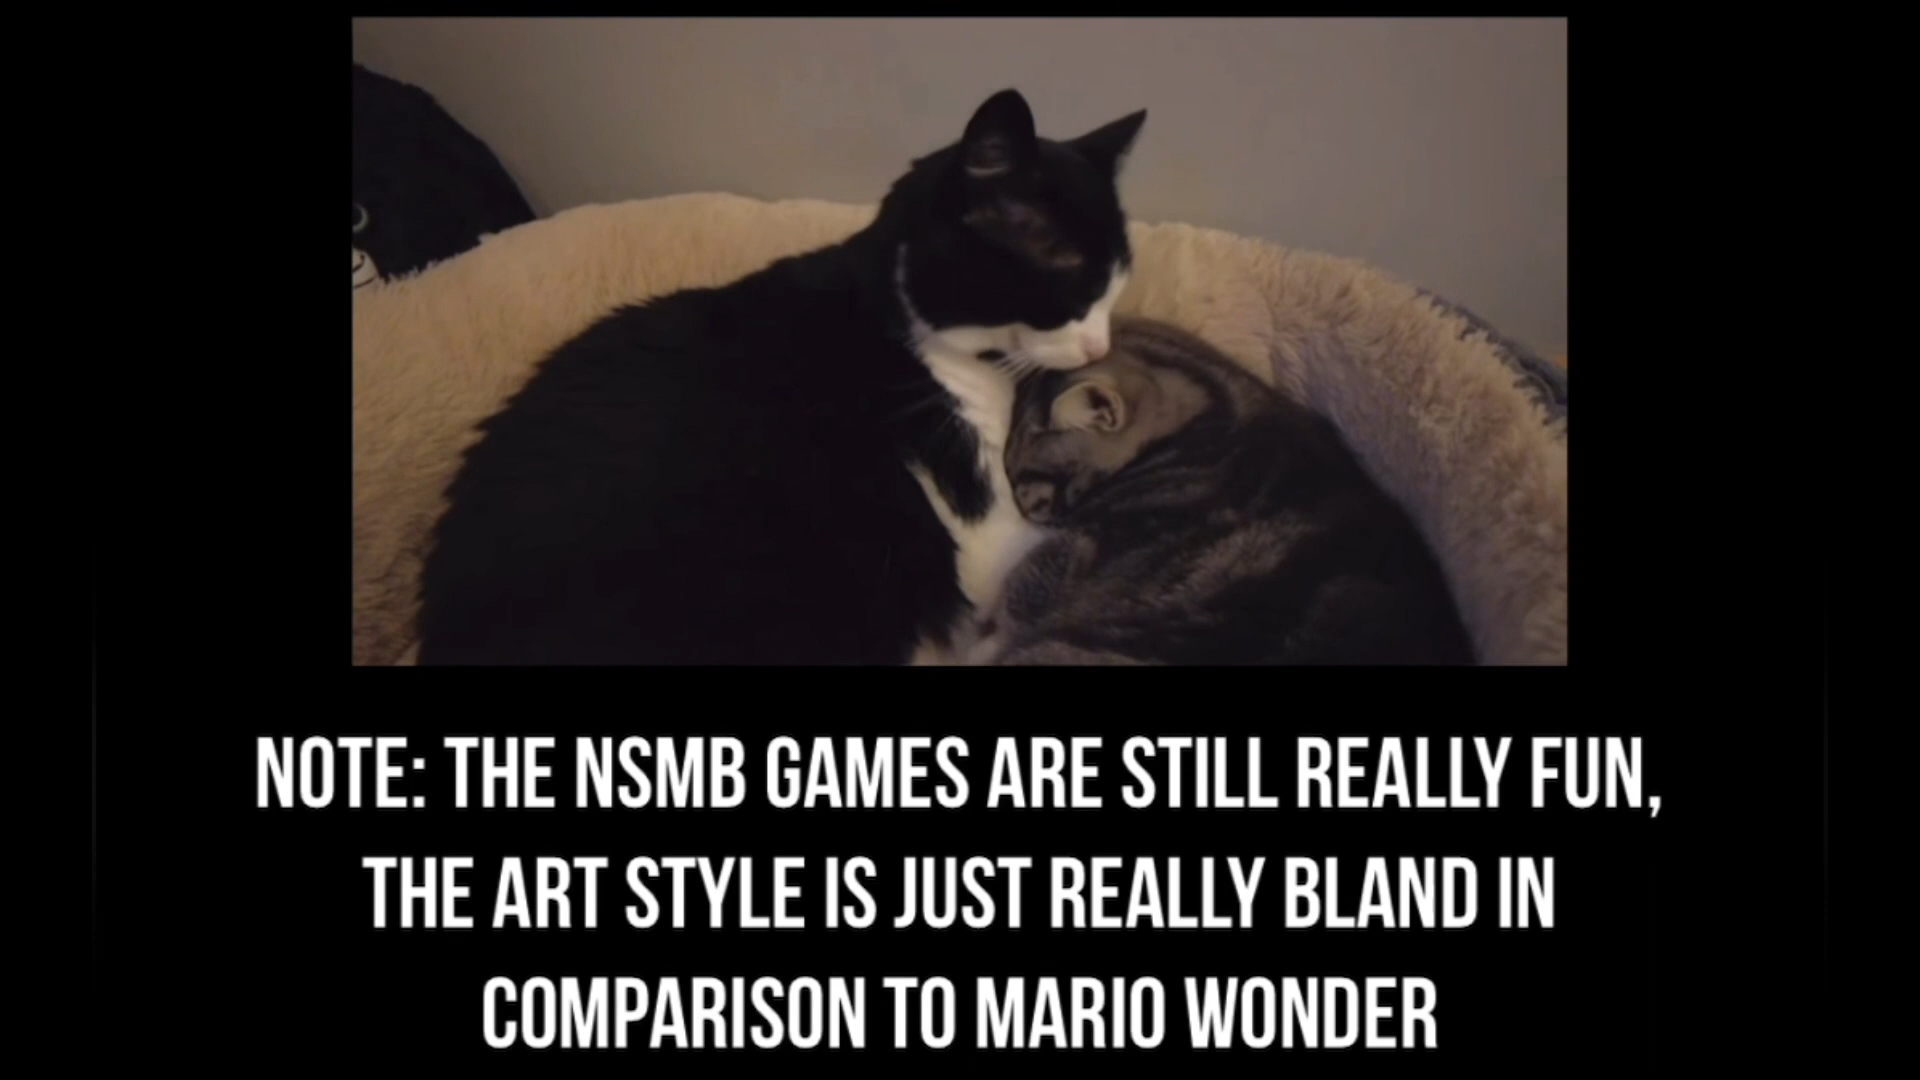 NOTE: THE NSMB GAMES ARE STILL REALLY FUN,
THE ART STYLE IS JUST REALLY BLAND IN
COMPARISON TO MARIO WONDER